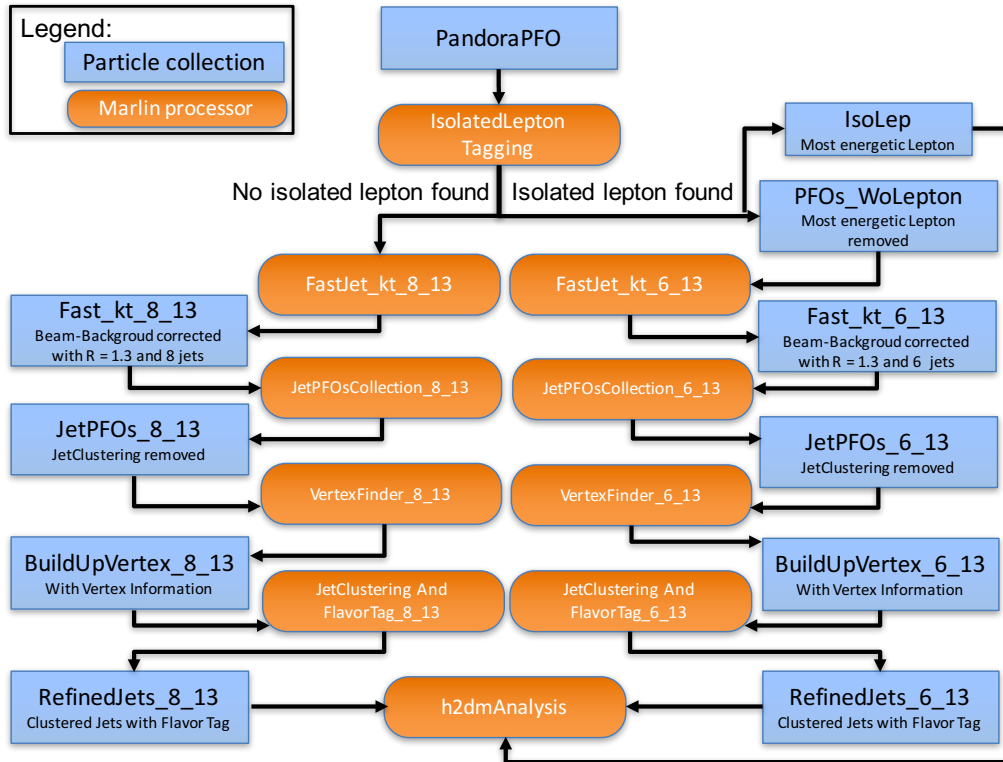 Legend:
Particle collection
Marlin processor
PandoraPFO
IsolatedLepton
Tagging
IsoLep
Most energetic Lepton
No isolated lepton found
Isolated lepton found
PFOs_WoLepton
Most energetic Lepton
removed
FastJet_kt_8_13
FastJet_kt_6_13
Fast_kt_8_13
Beam-Backgroud corrected
with R = 1.3 and 8 jets
Fast_kt_6_13
Beam-Backgroud corrected
with R = 1.3 and 6 jets
JetPFOsCollection_8_13
JetPFOsCollection_6_13
JetPFOs_8_13
JetClustering removed
JetPFOs_6_13
JetClustering removed
VertexFinder_8_13
VertexFinder_6_13
BuildUpVertex_8_13
With Vertex Information
BuildUpVertex_6_13
With Vertex Information
JetClustering And
FlavorTag_8_13
JetClustering And
FlavorTag_6_13
RefinedJets_8_13
Clustered Jets with Flavor Tag
h2dmAnalysis
RefinedJets_6_13
Clustered Jets with Flavor Tag